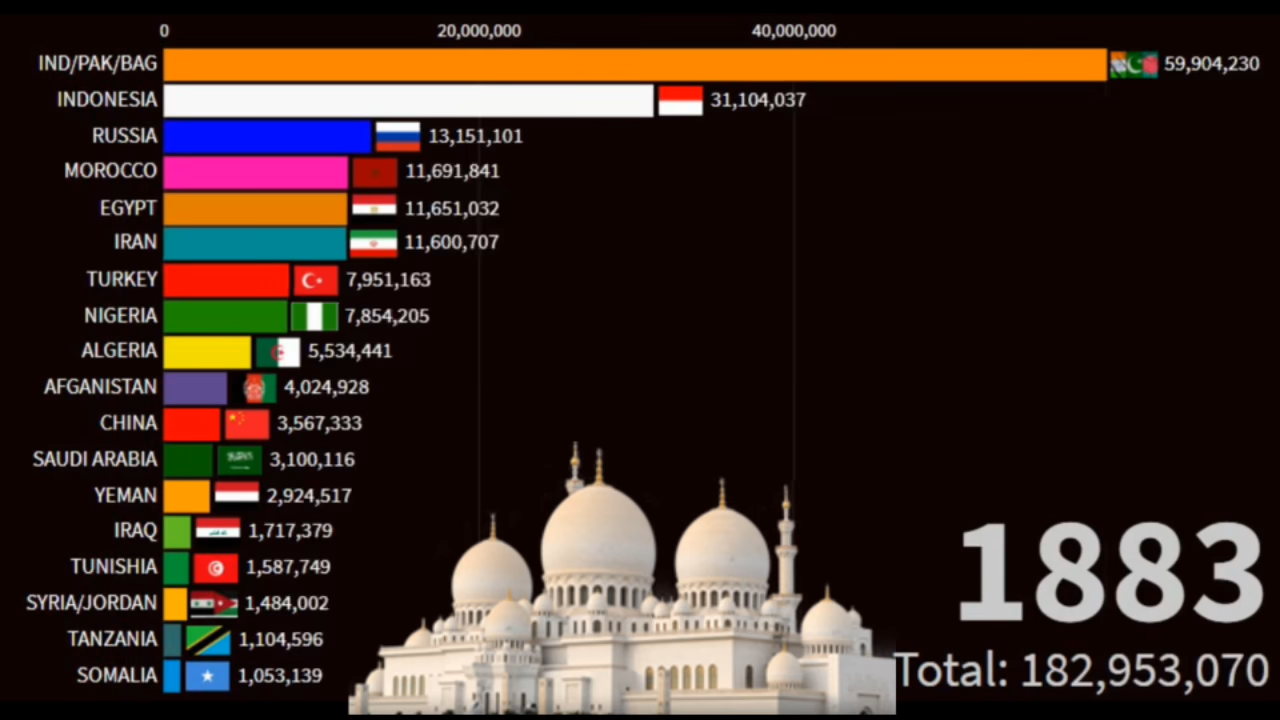 0 20,000,000 40,000,000
IND/PAK/BAG 59,904,230
INDONESIA 31,104,037
RUSSIA 13,151,101
MOROCCO 11,691,841
EGYPT 11,651,032
IRAN 11,600,707
TURKEY 7,951,163
NIGERIA 7,854,205
ALGERIA 5,534,441
AFGANISTAN 4,024,928
CHINA 3,567,333
SAUDI ARABIA 3,100,116
YEMAN 2,924,517
IRAQ 1,717,379
TUNISHIA 1,587,749
SYRIA/JORDAN 1,484,002
TANZANIA 1,104,596
SOMALIA 1,053,139
1883
Total: 182,953,070